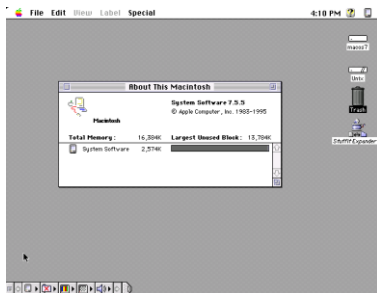 File Edit View Label Special 4:10 PM
macos7
Unix
Trash
StuffIt Expander
About This Macintosh
System Software 7.5.5
© Apple Computer, Inc. 1983-1995
Macintosh
Total Memory: 16,384K Largest Unused Block: 13,784K
System Software 2,574K